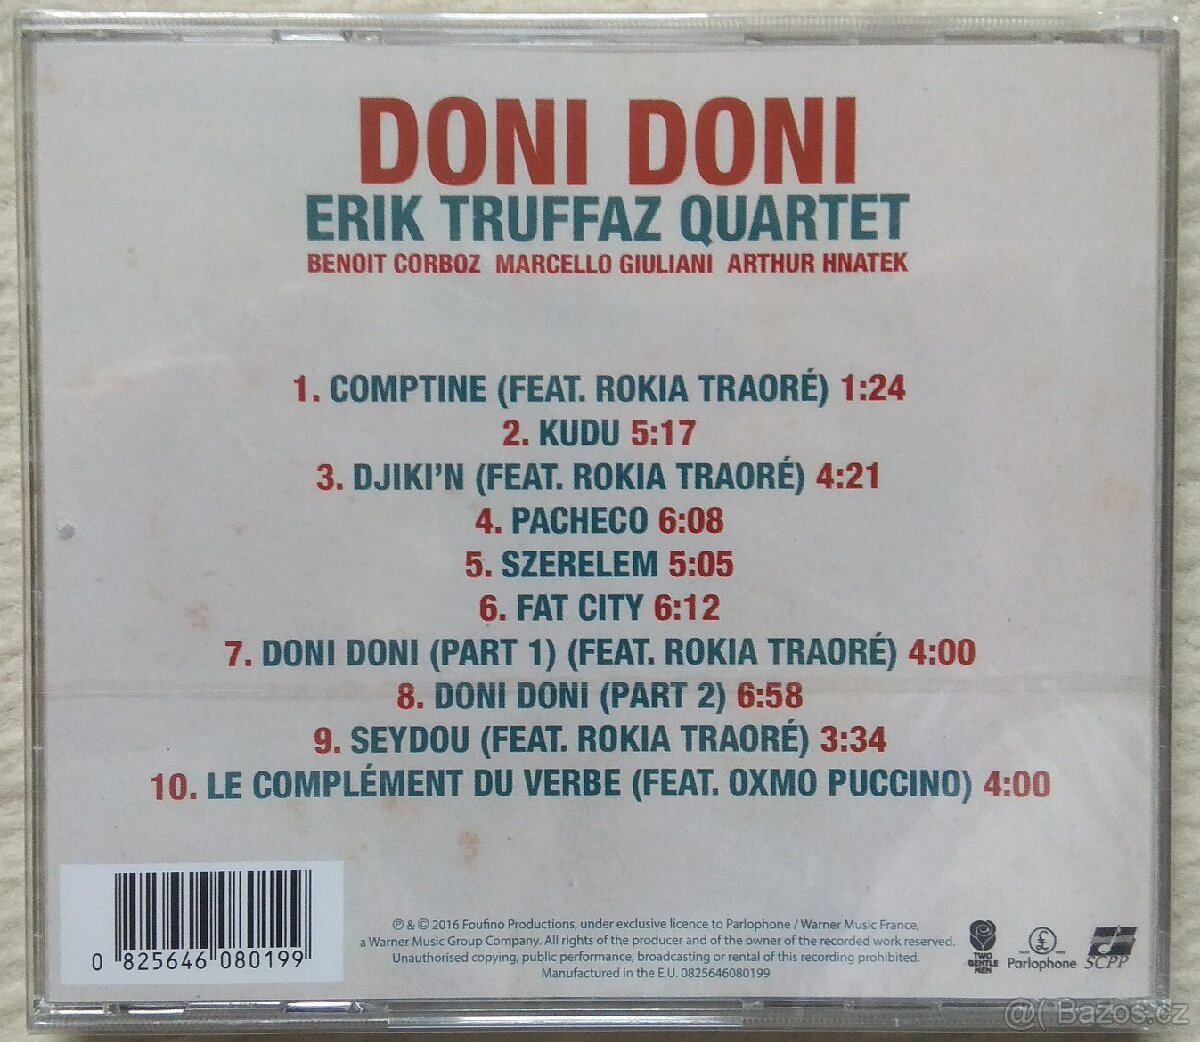 DONI DONI
ERIK TRUFFAZ QUARTET
BENOIT CORBOZ MARCELLO GIULIANI ARTHUR HNATEK
1. COMPTINE (FEAT. ROKIA TRAORÉ) 1:24
2. KUDU 5:17
3. DJIKI'N (FEAT. ROKIA TRAORÉ) 4:21
4. PACHECO 6:08
5. SZERELEM 5:05
6. FAT CITY 6:12
7. DONI DONI (PART 1) (FEAT. ROKIA TRAORÉ) 4:00
8. DONI DONI (PART 2) 6:58
9. SEYDOU (FEAT. ROKIA TRAORÉ) 3:34
10. LE COMPLÉMENT DU VERBE (FEAT. OXMO PUCCINO) 4:00
℗ & © 2016 Foufino Productions, under exclusive licence to Parlophone / Warner Music France,
a Warner Music Group Company. All rights of the producer and of the owner of the recorded work reserved.
Unauthorised copying, public performance, broadcasting or rental of this recording prohibited.
Manufactured in the E.U. 0825646080199
0 825646 080199
TWO
GENTLE
MEN
£
Parlophone
SCPP
@( Bazos.cz